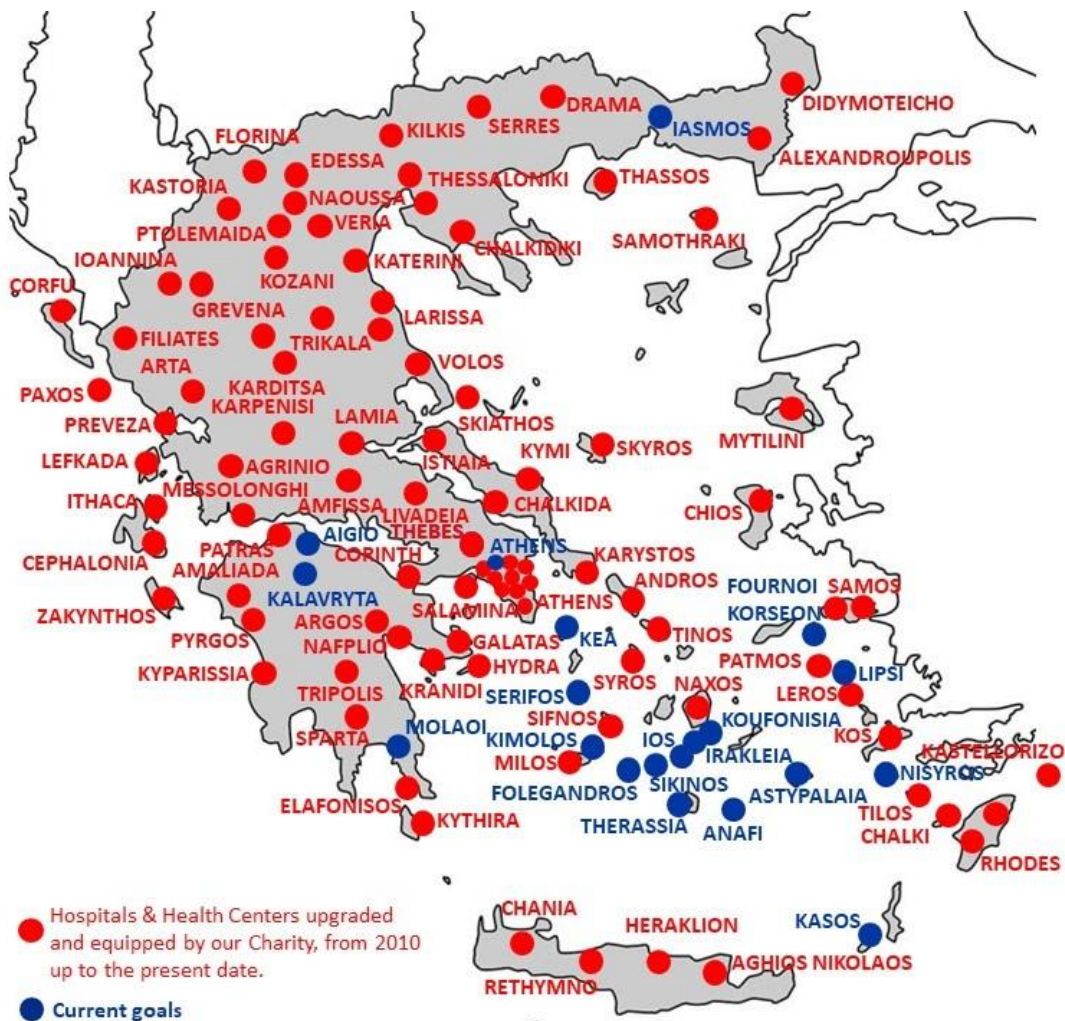 DRAMA
DIDYMOTEICHO
SERRES
KILKIS
IASMOS
FLORINA
ALEXANDROUPOLIS
EDESSA
THESSALONIKI
THASSOS
KASTORIA
NAOUSSA
PTOLEMAIDA
VERIA
SAMOTHRAKI
CHALKIDIKI
IOANNINA
KATERINI
KOZANI
CORFU
GREVENA
LARISSA
FILIATES
TRIKALA
ARTA
VOLOS
KARDITSA
PAXOS
KARPENISI
SKIATHOS
PREVEZA
LAMIA
MYTILINI
KYMI
SKYROS
LEFKADA
ISTIAIA
AGRINIO
MESSOLONGHI
ITHACA
AMFISSA
CHALKIDA
LIVADEIA
CHIOS
THEBES
AIGIO
PATRAS
CORINTH
ATHENS
KARYSTOS
CEPHALONIA
AMALIADA
ANDROS
FOURNOI
KORSEON
SAMOS
KALAVRYTA
ZAKYNTHOS
SALAMINA
ATHENS
ARGOS
TINOS
PYRGOS
NAFPLIO
GALATAS
KEA
KYPARISSIA
HYDRA
PATMOS
LIPSI
SYROS
KRANIDI
NAXOS
LEROS
TRIPOLIS
SERIFOS
SPARTA
MOLAOI
SIFNOS
KOUFONISIA
KOS
KIMOLOS
IOS
IRAKLEIA
KASTELLORIZO
MILOS
NISYROS
SIKINOS
FOLEGANDROS
ASTYPALAIA
ELAFONISOS
TILOS
KYTHIRA
THERASSIA
ANAFI
CHALKI
RHODES
CHANIA
HERAKLION
KASOS
AGHIOS NIKOLAOS
RETHYMNO
Hospitals & Health Centers upgraded
and equipped by our Charity, from 2010
up to the present date.
Current goals